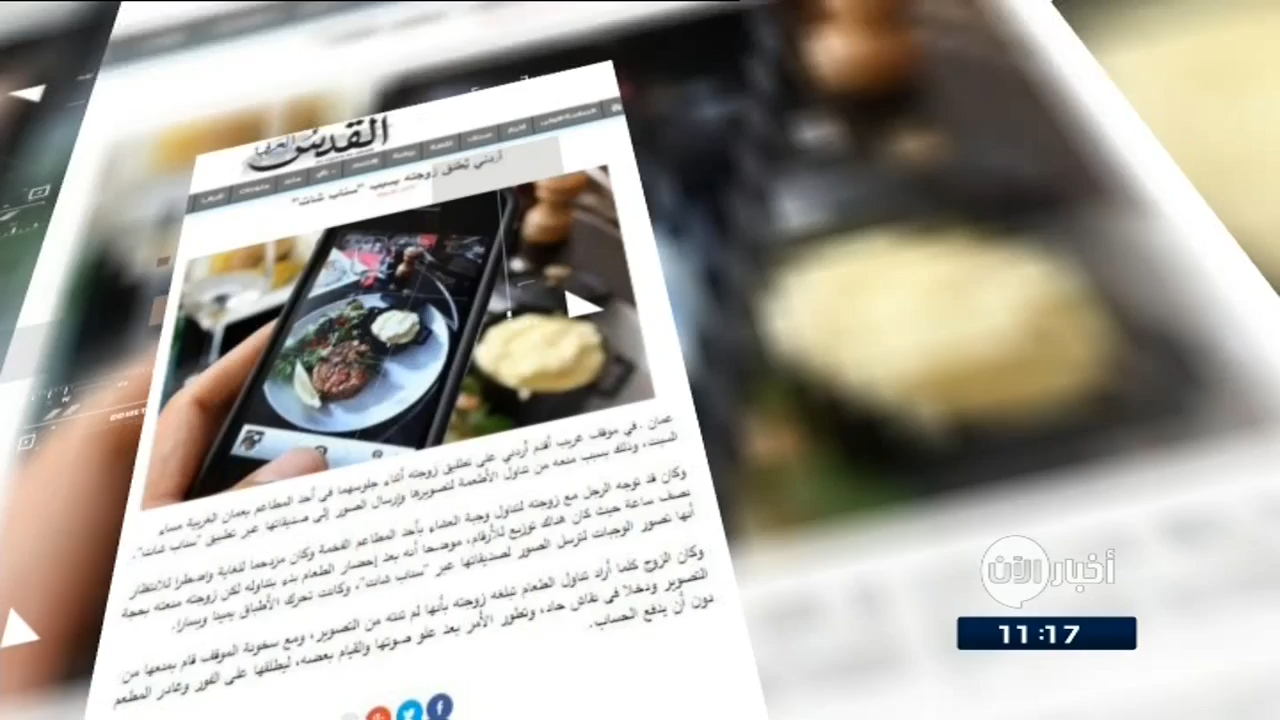 القدس العربي
أردني يُطلق زوجته بسبب "سناب شات"
عمان . في موقف غريب أقدم أردني على تطليق زوجته أثناء جلوسهما في أحد المطاعم بعمان الغربية مساء
السبت، وذلك بسبب منعه من تناول الأطعمة لتصويرها وإرسال الصور إلى صديقاتها عبر تطبيق "سناب شات".
وكان قد توجه الرجل مع زوجته لتناول وجبة العشاء بأحد المطاعم الفخمة وكان مزدحما للغاية واضطرا للانتظار
نصف ساعة حيث كان هناك توزيع للأرقام، موضحا أنه بعد إحضار الطعام بدء بتناوله لكن زوجته منعته بحجة
أنها تصور الوجبات لترسل الصور لصديقاتها عبر "سناب شات"، وكانت تحرك الأطباق يمينا ويسارا.
وكان الزوج كلما أراد تناول الطعام تبلغه زوجته بأنها لم تنته من التصوير، ومع سخونة الموقف قام بمنعها من
التصوير ودخلا في نقاش حاد، وتطور الأمر بعد علو صوتها والقيام بعضه، ليطلقها على الفور وغادر المطعم
دون أن يدفع الحساب.
أخبار الآن
11:17